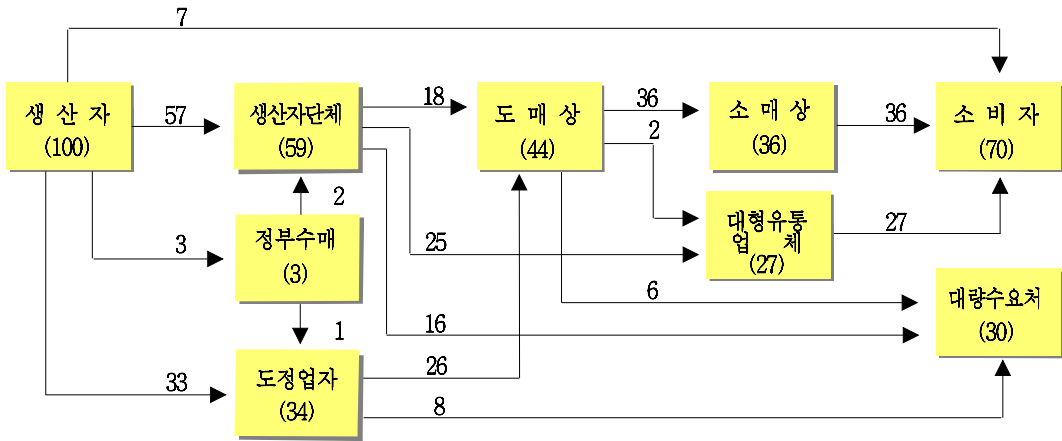 7
생 산 자
(100)
57
생산자단체
(59)
18
도 매 상
(44)
36
2
소 매 상
(36)
36
소 비 자
(70)
2
3
정부수매
(3)
25
대형유통
업 체
(27)
27
6
16
대량수요처
(30)
1
33
도정업자
(34)
26
8